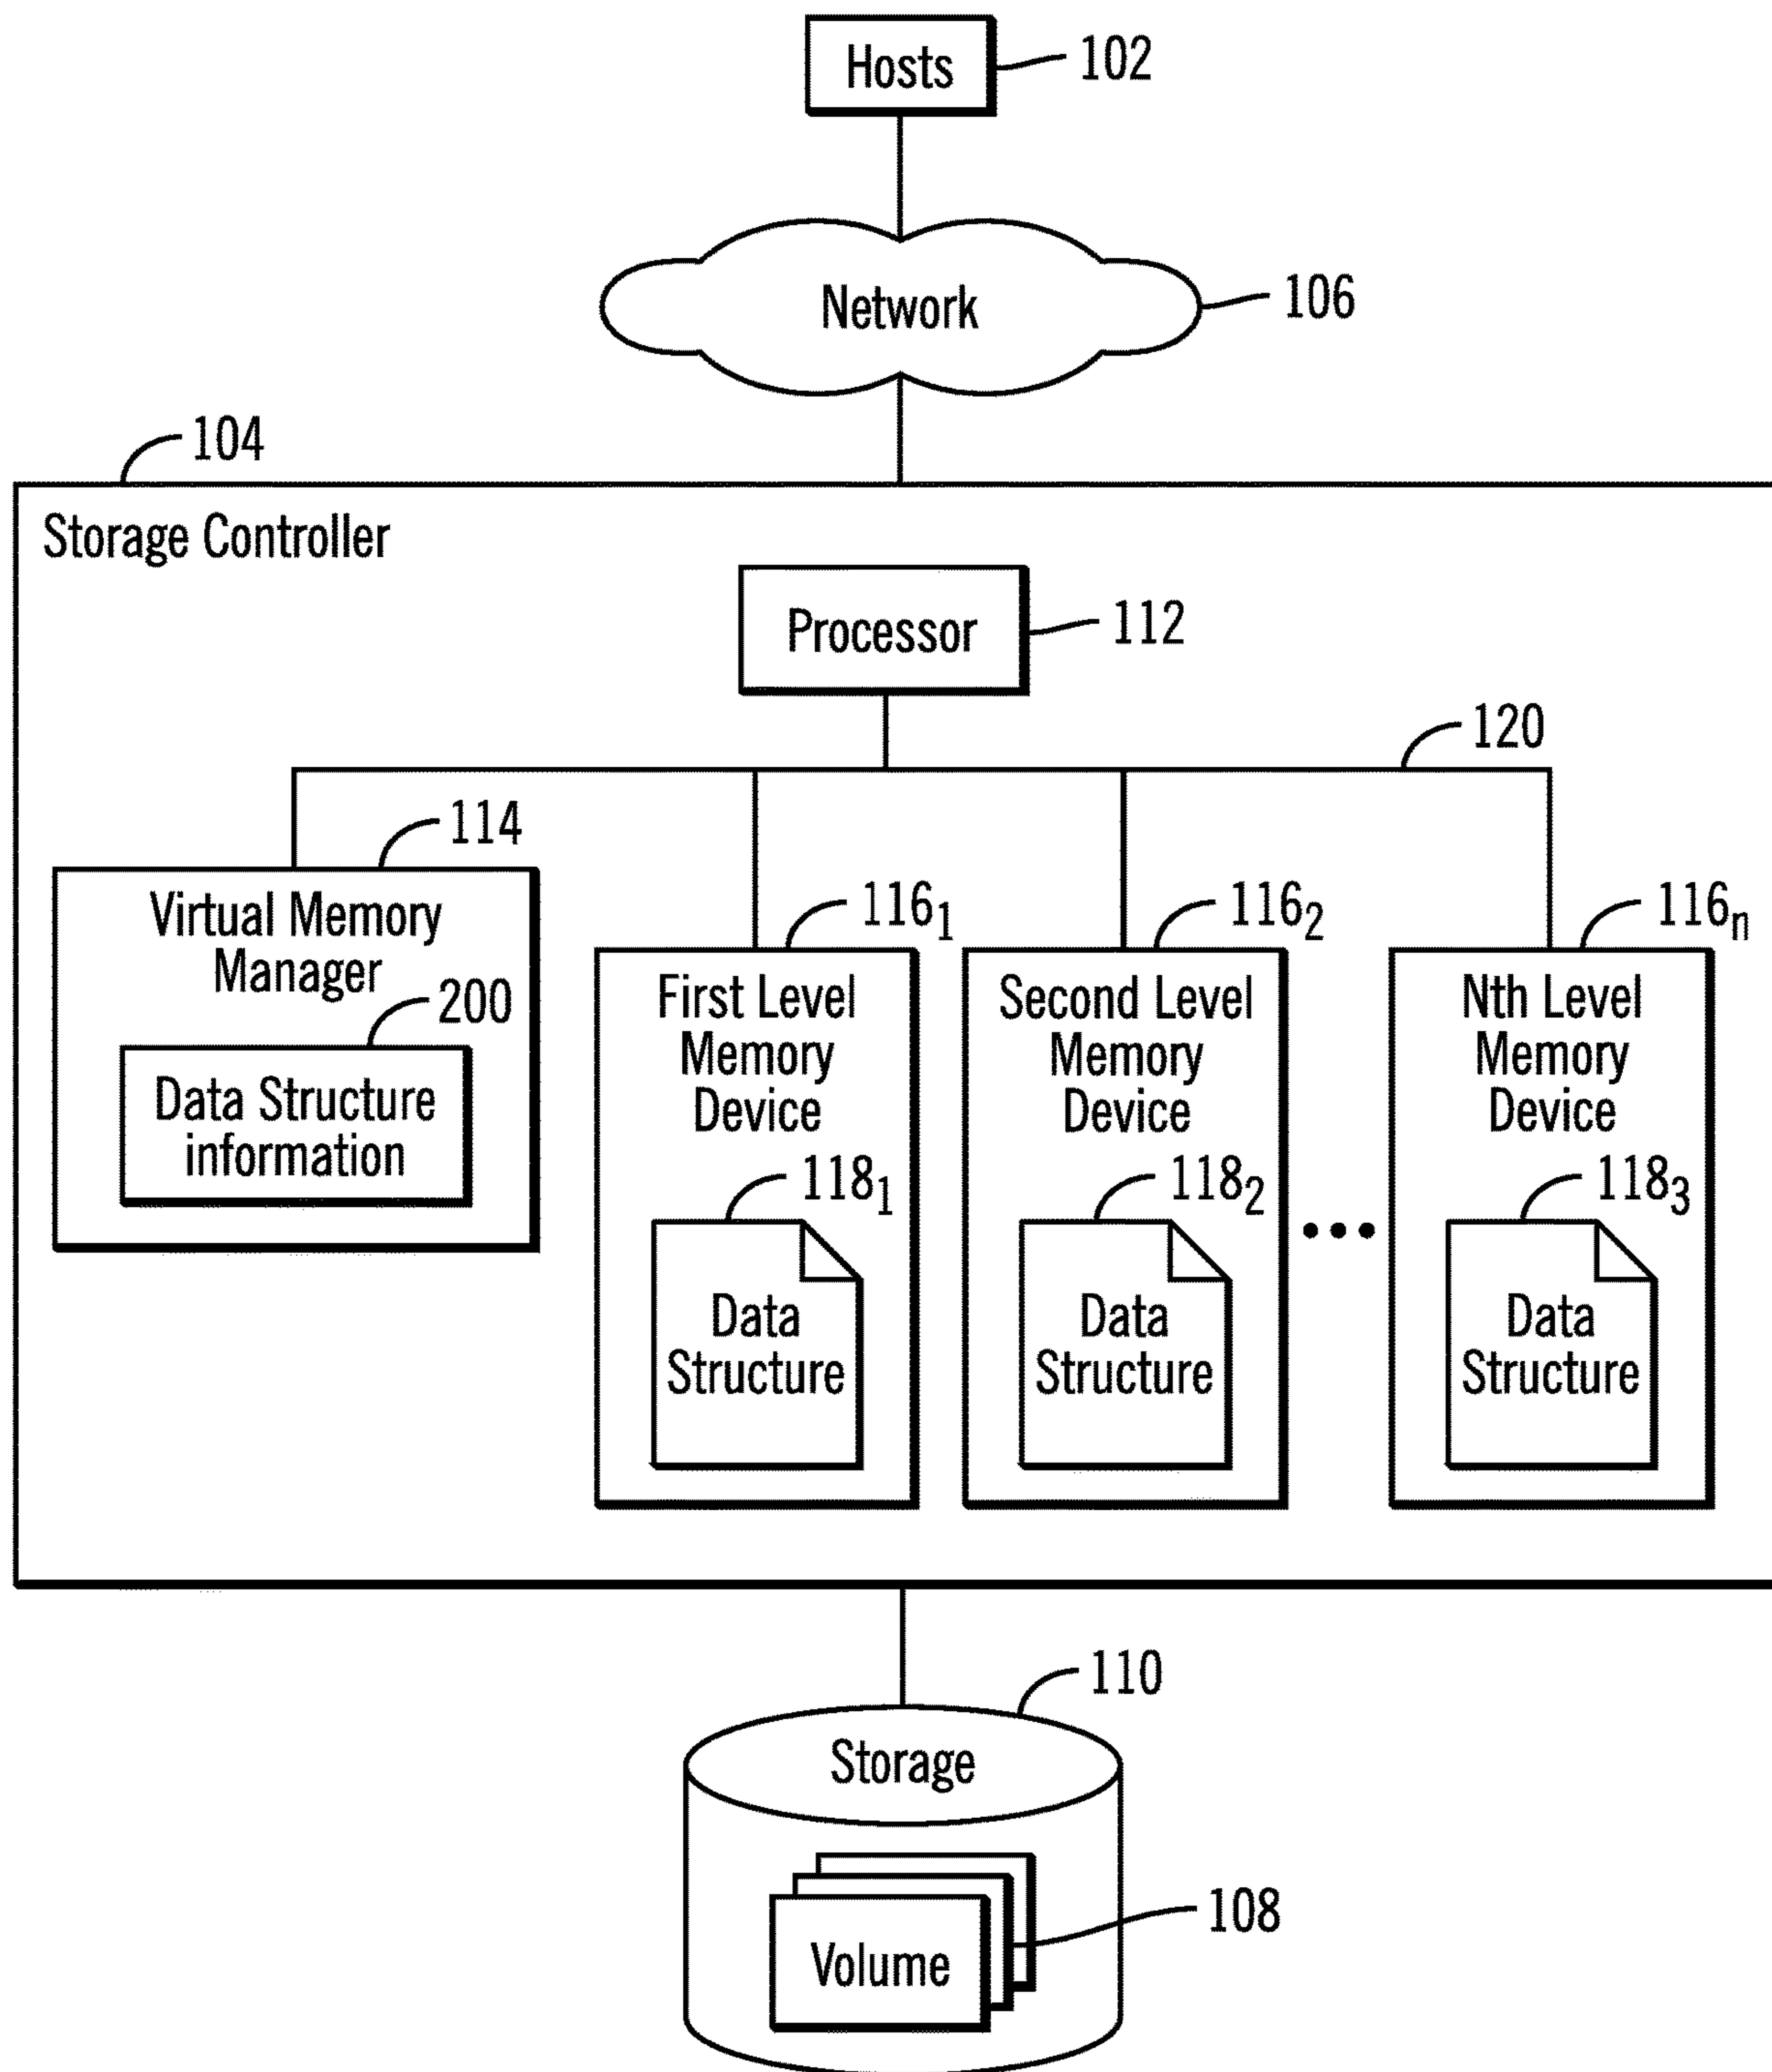 Hosts
102
Network
106
104
Storage Controller
Processor
112
120
114
Virtual Memory
Manager
200
Data Structure
information
116₁
First Level
Memory
Device
118₁
Data
Structure
116₂
Second Level
Memory
Device
118₂
Data
Structure
•••
116ₙ
Nth Level
Memory
Device
118₃
Data
Structure
110
Storage
108
Volume